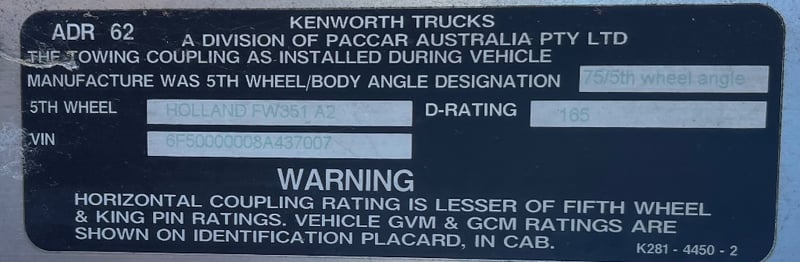 ADR 62
KENWORTH TRUCKS
A DIVISION OF PACCAR AUSTRALIA PTY LTD
THE TOWING COUPLING AS INSTALLED DURING VEHICLE
MANUFACTURE WAS 5TH WHEEL/BODY ANGLE DESIGNATION 75/5th wheel angle
5TH WHEEL HOLLAND FW351 A2 D-RATING 165
VIN 6F50000008A437007
WARNING
HORIZONTAL COUPLING RATING IS LESSER OF FIFTH WHEEL
& KING PIN RATINGS. VEHICLE GVM & GCM RATINGS ARE
SHOWN ON IDENTIFICATION PLACARD, IN CAB.
K281 - 4450 - 2